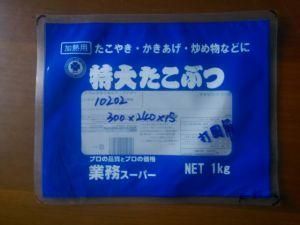 加熱用
たこやき・かきあげ・炒め物などに
特大たこぶつ
10202
300×240×15
プロの品質とプロの価格
業務スーパー
NET 1kg